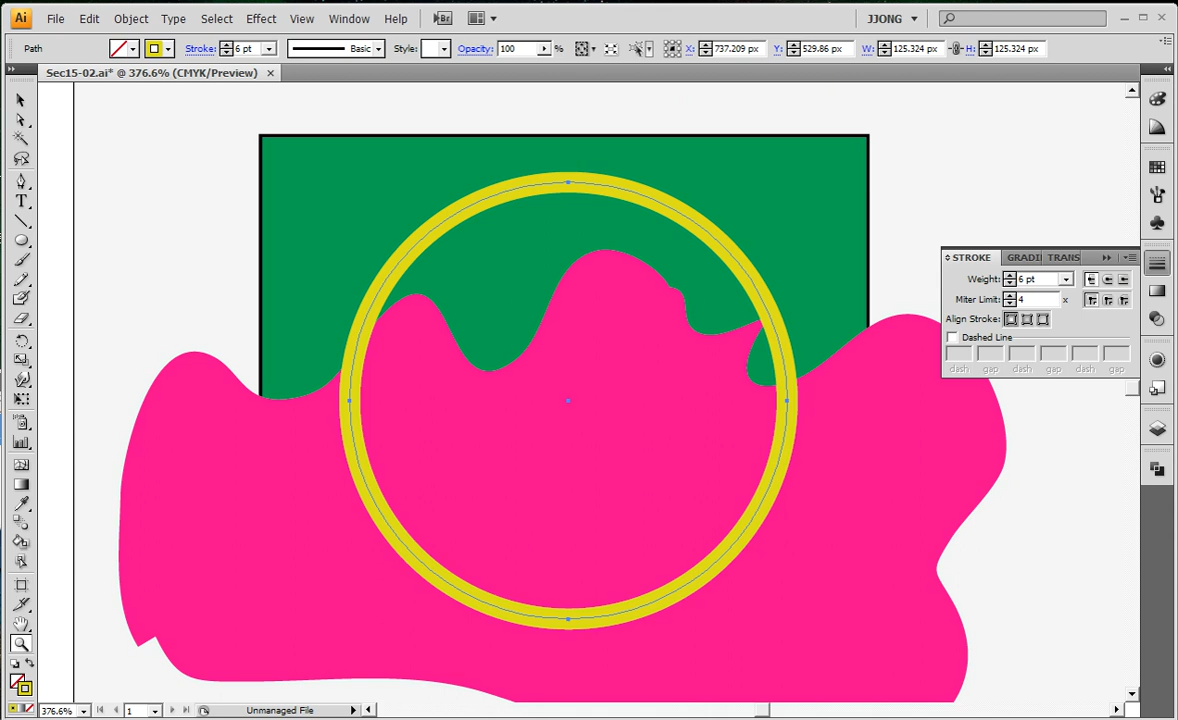 Ai File Edit Object Type Select Effect View Window Help Br JJONG
Path Stroke: 6 pt Basic Style: Opacity: 100 % X: 737.209 px Y: 529.86 px W: 125.324 px H: 125.324 px
Sec15-02.ai* @ 376.6% (CMYK/Preview)
STROKE GRADI TRANS
Weight: 6 pt
Miter Limit: 4 x
Align Stroke:
Dashed Line
dash gap dash gap dash gap
376.6% 1 Unmanaged File